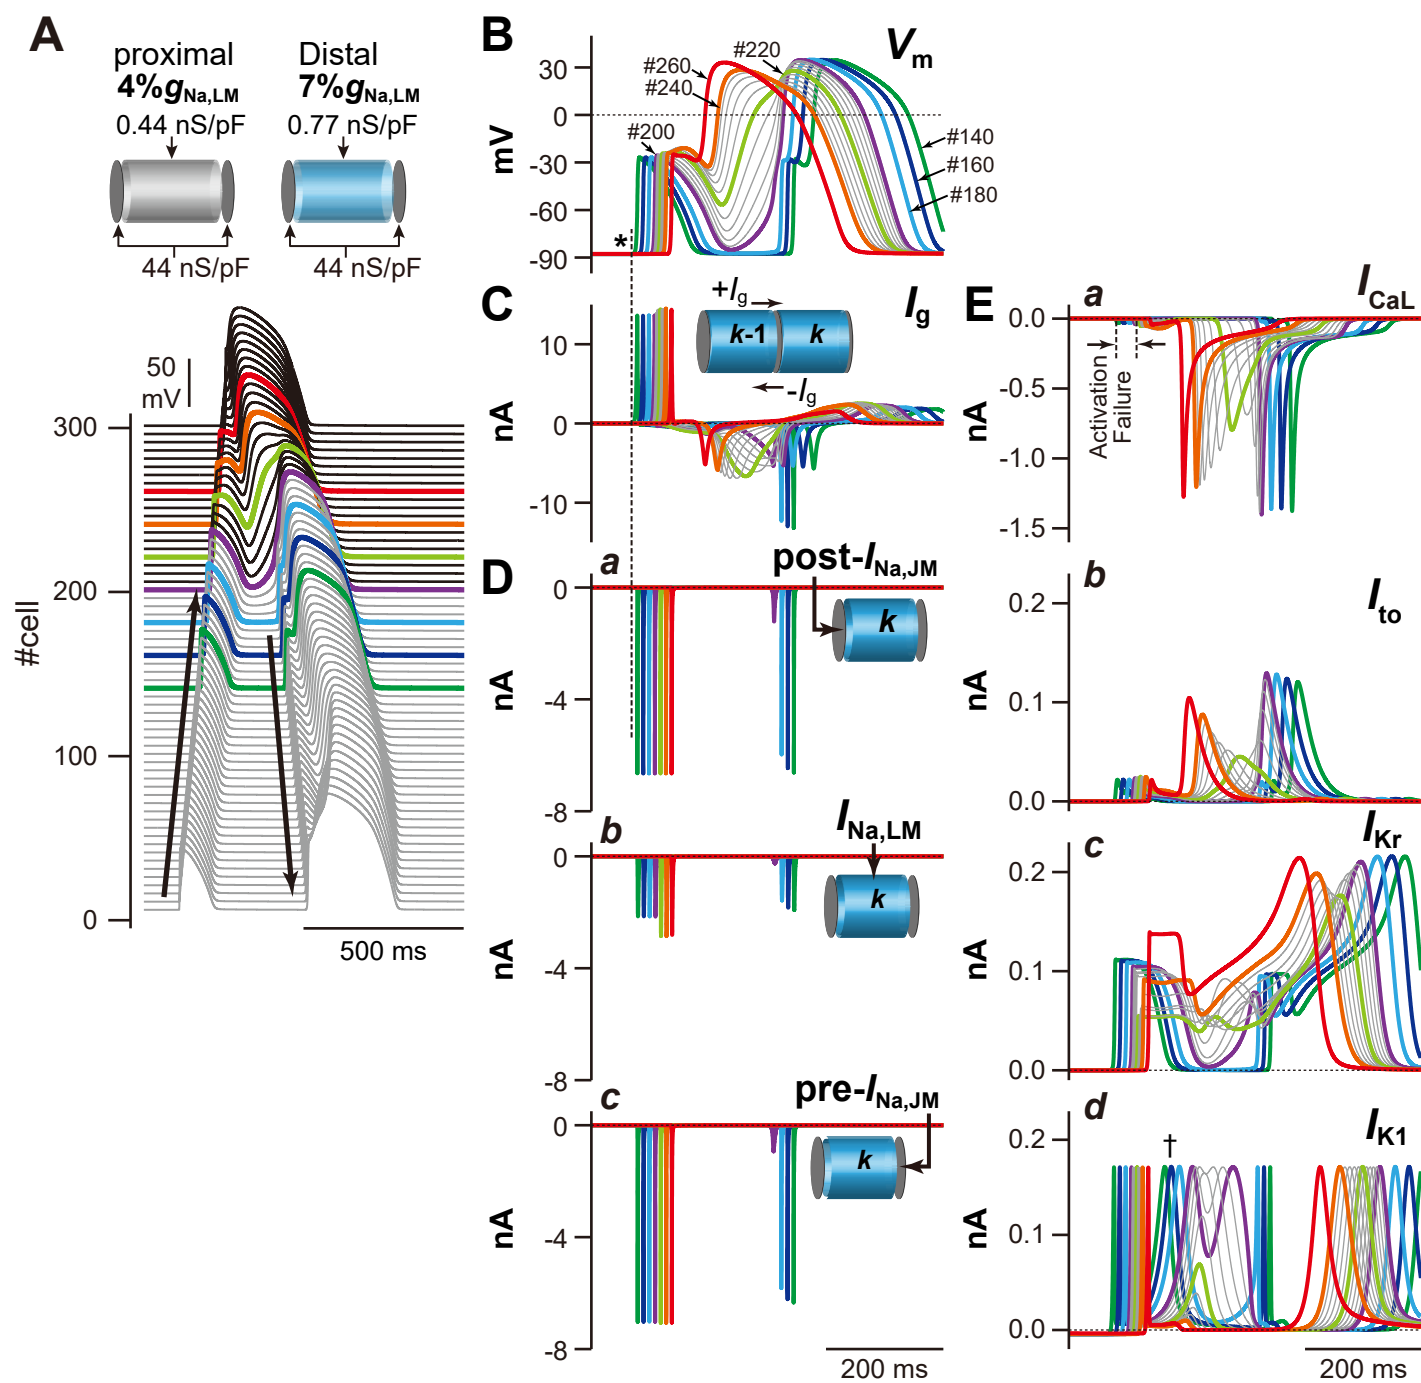 A
proximal
4%gNa,LM
0.44 nS/pF
Distal
7%gNa,LM
0.77 nS/pF
44 nS/pF
44 nS/pF
50
mV
300
200
100
0
#cell
500 ms
B
Vm
mV
30
0
-30
-60
-90
#260
#240
#220
#200
#140
#160
#180
*
C
Ig
nA
10
0
-10
+Ig
k-1
k
-Ig
D
a
post-INa,JM
nA
0
-4
-8
k
b
INa,LM
nA
0
-4
-8
k
c
pre-INa,JM
nA
0
-4
-8
k
200 ms
E
a
ICaL
nA
0.0
-0.5
-1.0
-1.5
Activation
Failure
b
Ito
nA
0.2
0.1
0.0
c
IKr
nA
0.2
0.1
0.0
d
IK1
nA
0.2
0.1
0.0
†
200 ms